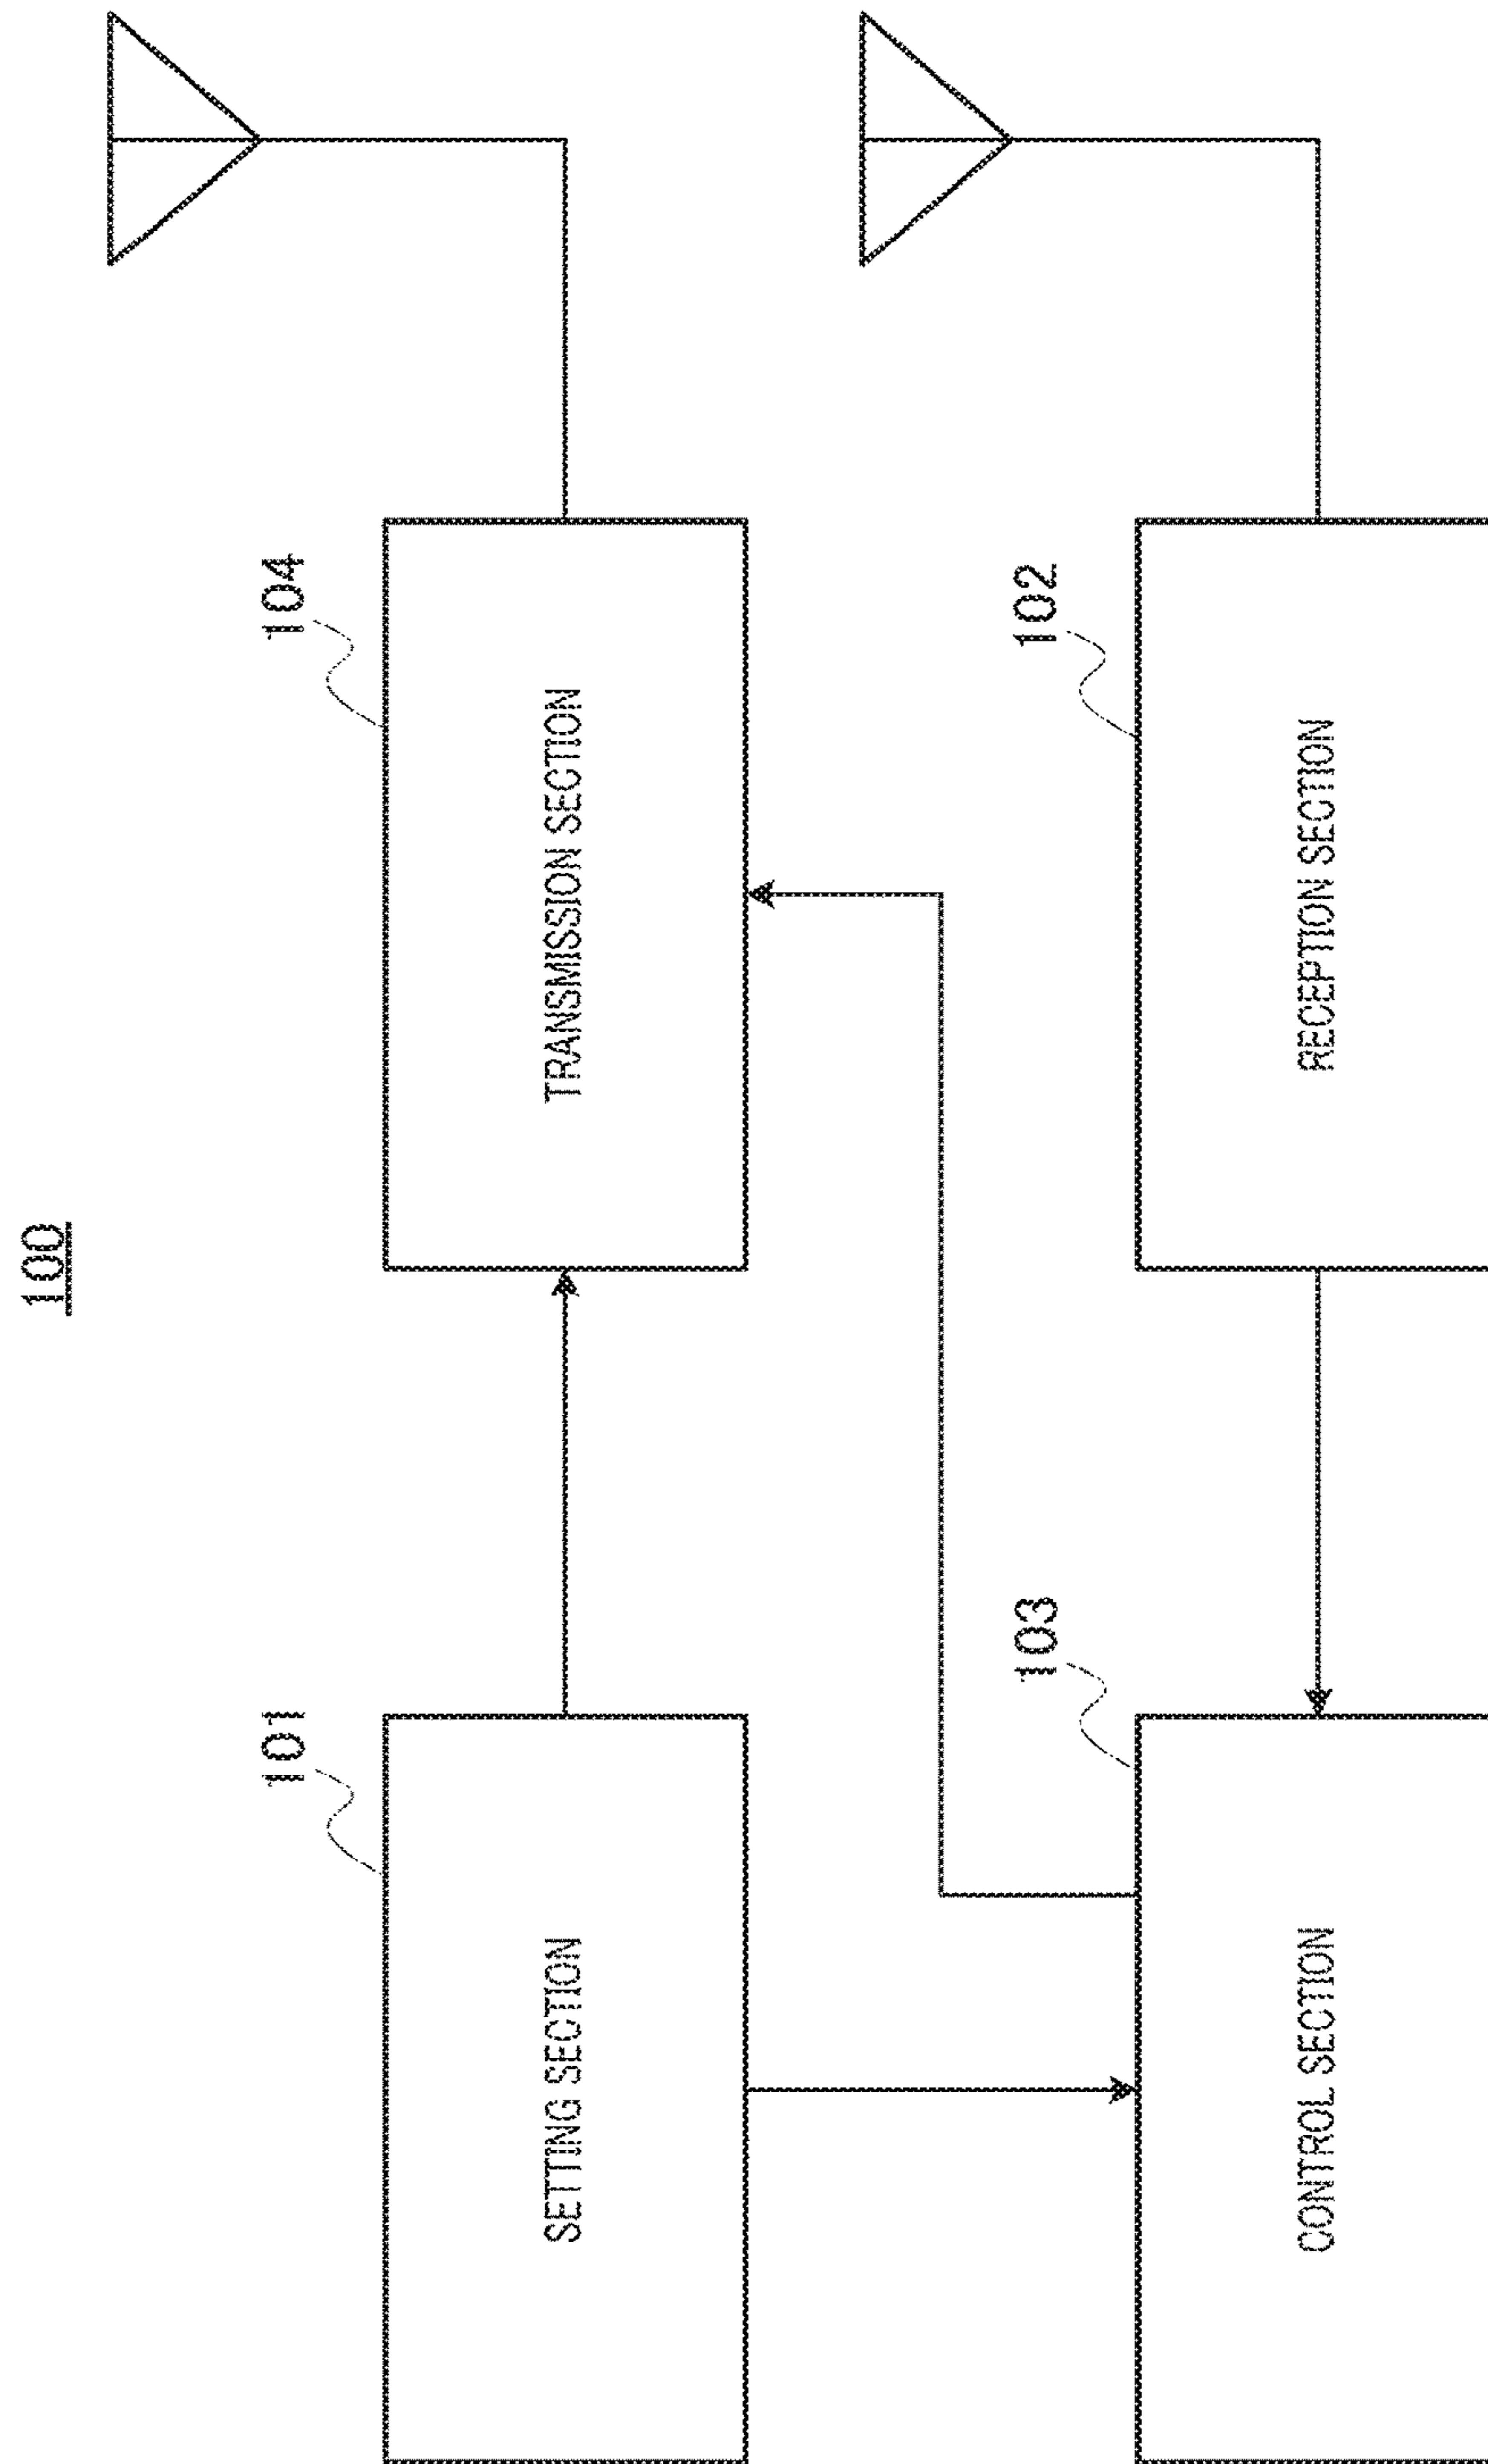 100
101
SETTING SECTION
104
TRANSMISSION SECTION
103
CONTROL SECTION
102
RECEPTION SECTION